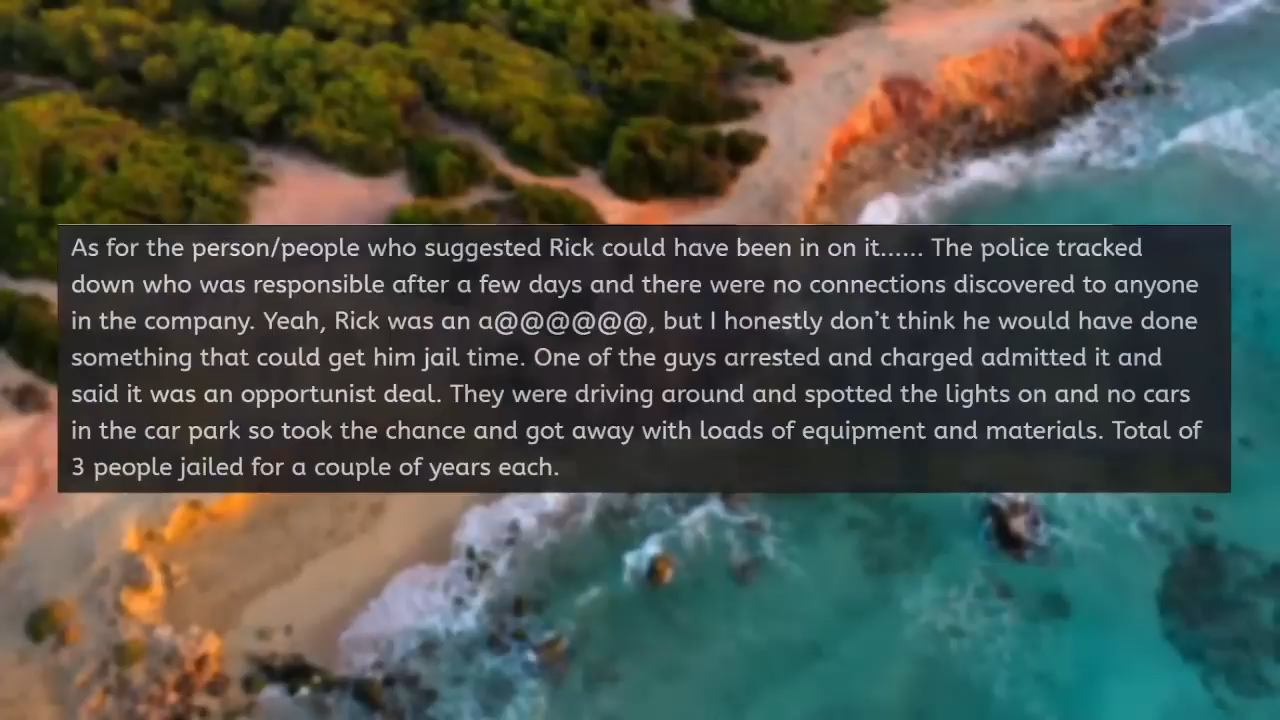 As for the person/people who suggested Rick could have been in on it...... The police tracked
down who was responsible after a few days and there were no connections discovered to anyone
in the company. Yeah, Rick was an a@@@@@@, but I honestly don’t think he would have done
something that could get him jail time. One of the guys arrested and charged admitted it and
said it was an opportunist deal. They were driving around and spotted the lights on and no cars
in the car park so took the chance and got away with loads of equipment and materials. Total of
3 people jailed for a couple of years each.